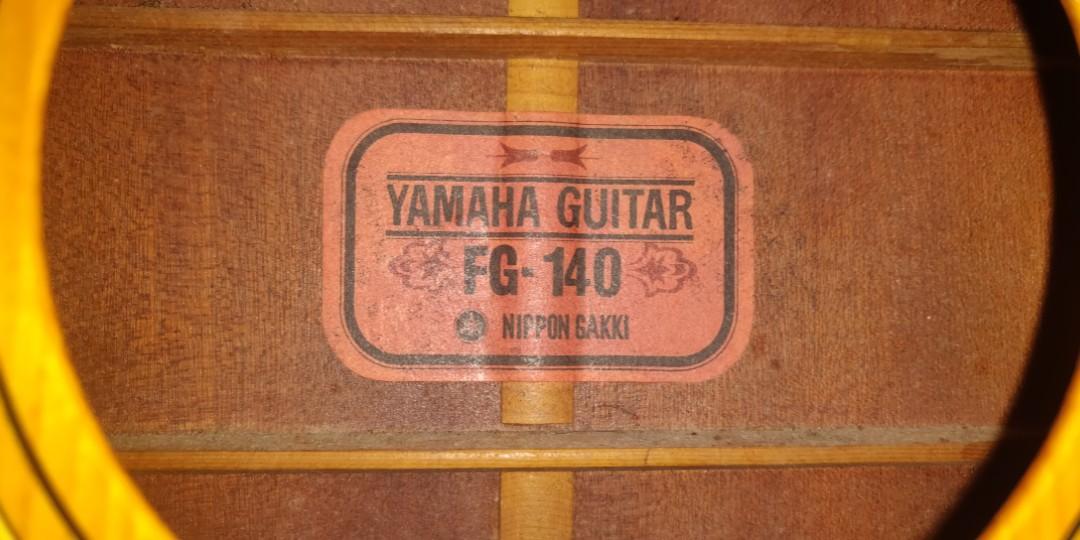 YAMAHA GUITAR
FG-140
NIPPON GAKKI